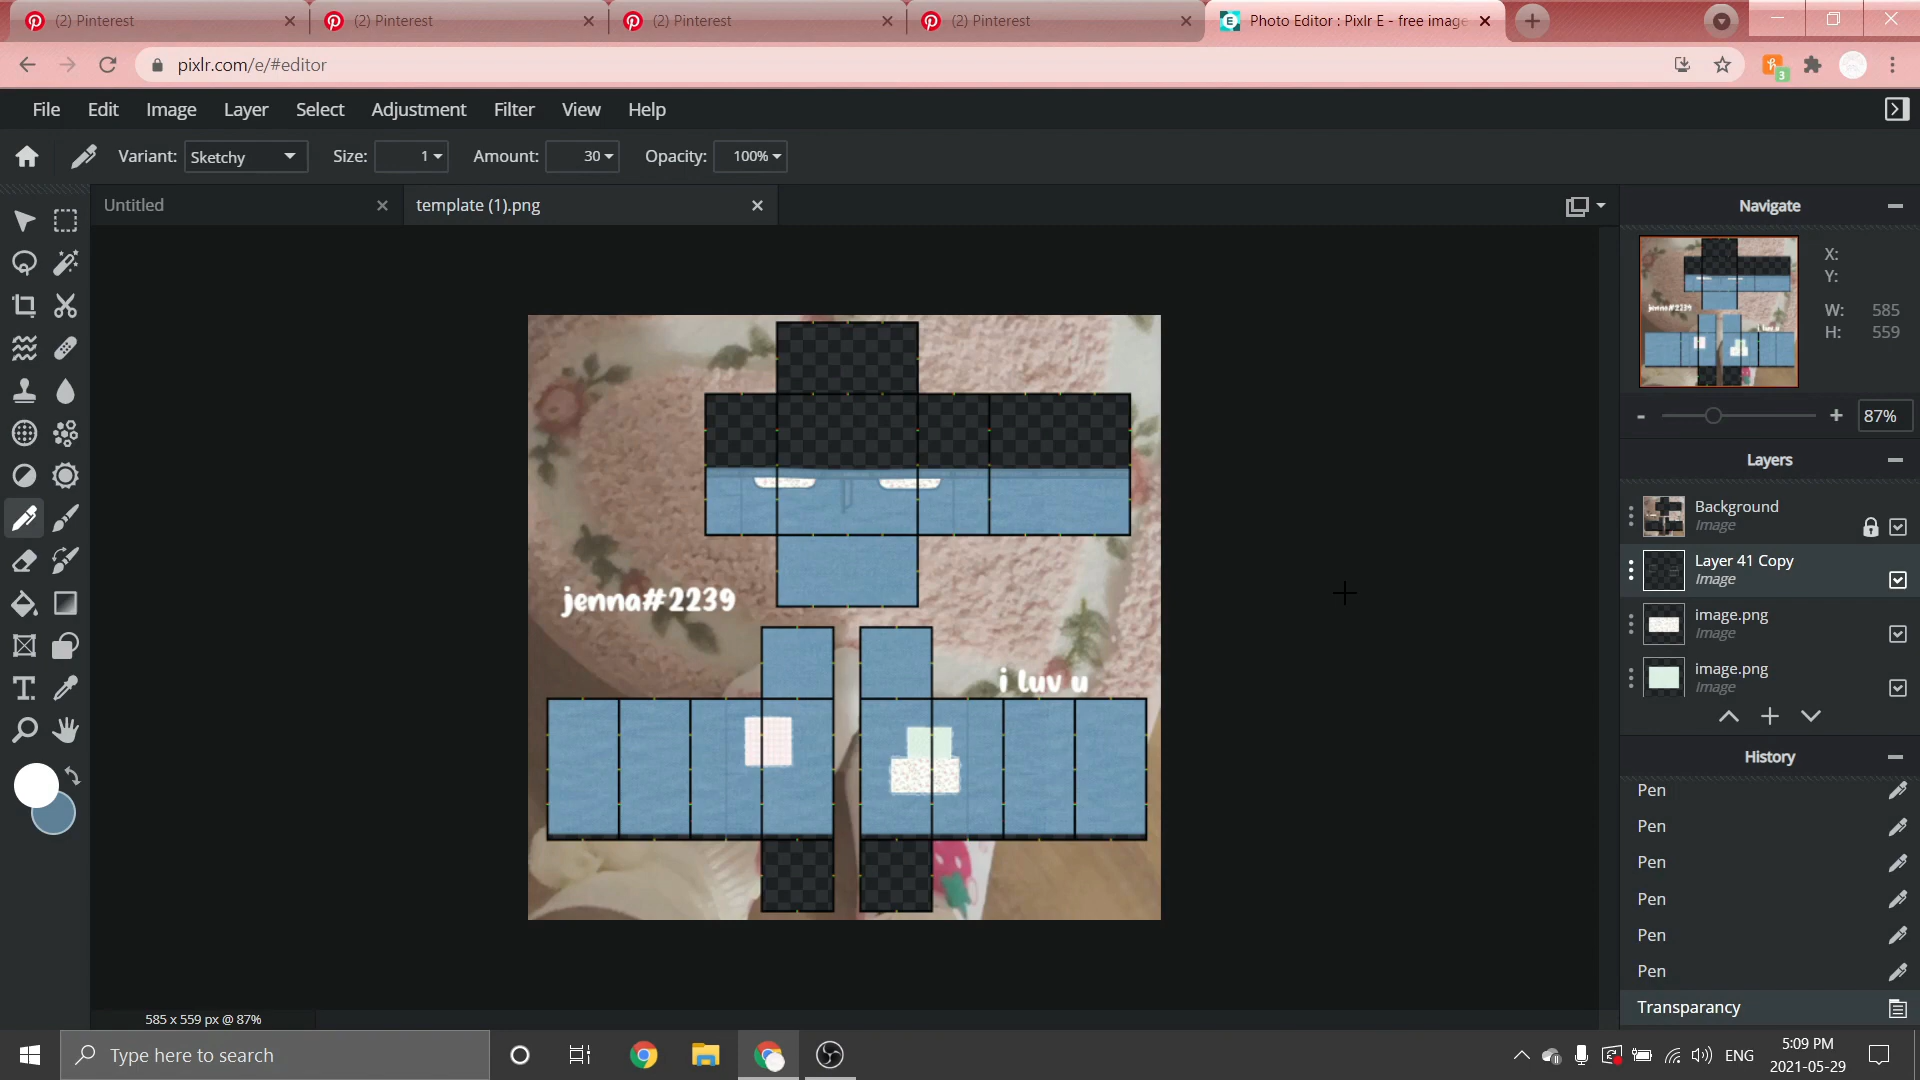 (2) Pinterest
(2) Pinterest
(2) Pinterest
(2) Pinterest
Photo Editor : Pixlr E - free image
pixlr.com/e/#editor
3
File Edit Image Layer Select Adjustment Filter View Help
Variant: Sketchy Size: 1 Amount: 30 Opacity: 100%
Untitled
template (1).png
Navigate
X:
Y:
W: 585
H: 559
- + 87%
Layers
Background
Image
Layer 41 Copy
Image
image.png
Image
image.png
Image
History
Pen
Pen
Pen
Pen
Pen
Pen
Transparancy
jenna#2239
i luv u
585 x 559 px @ 87%
Type here to search
ENG
5:09 PM
2021-05-29